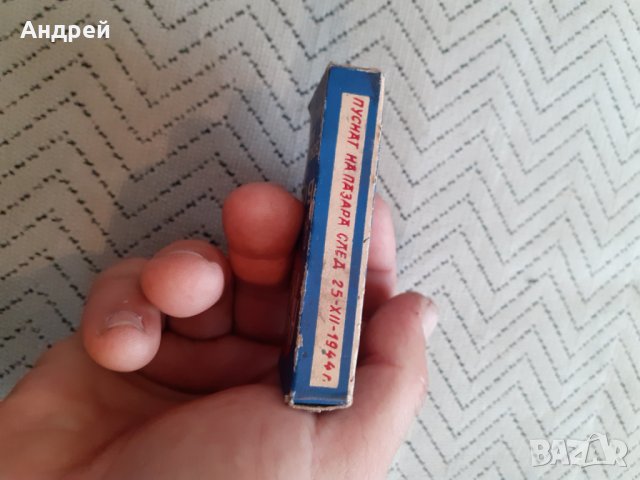 Андрей
ПУСНАТ НА ПАЗАРА СЛЕД 25-XII-1944 г.
BAZAR